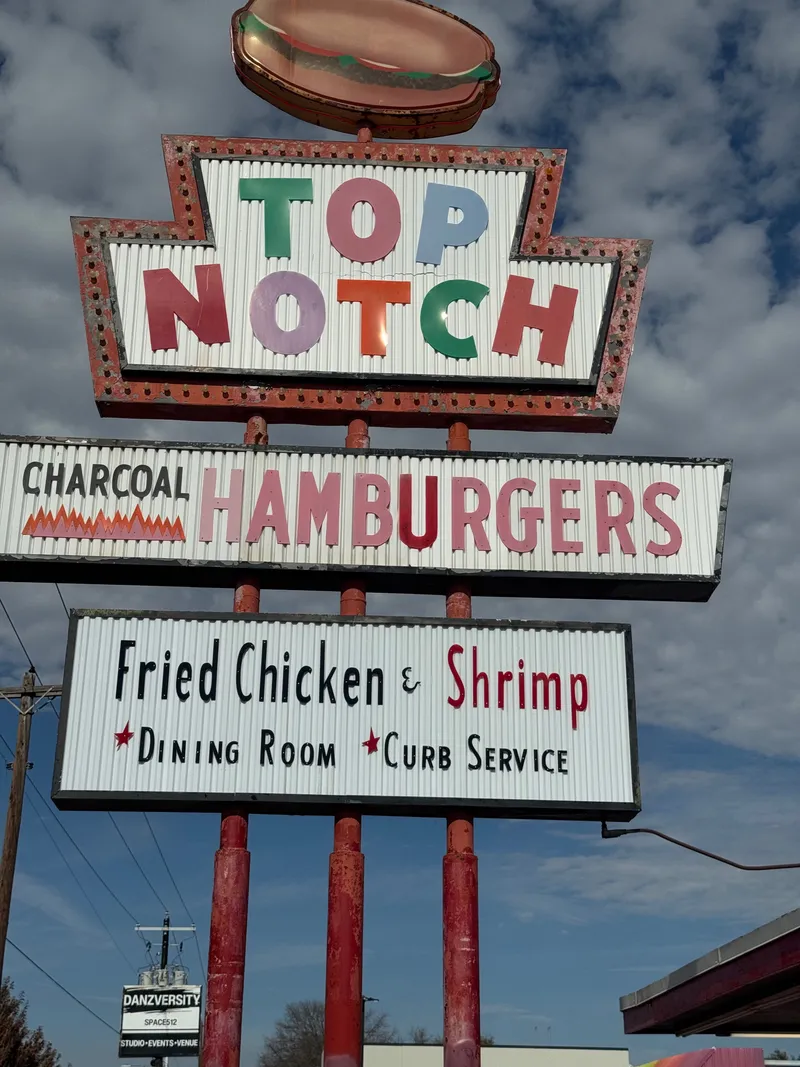 TOP
NOTCH
CHARCOAL HAMBURGERS
Fried Chicken & Shrimp
★Dining Room ★Curb Service
DANZVERSITY
SPACE512
STUDIO•EVENTS•VENUE